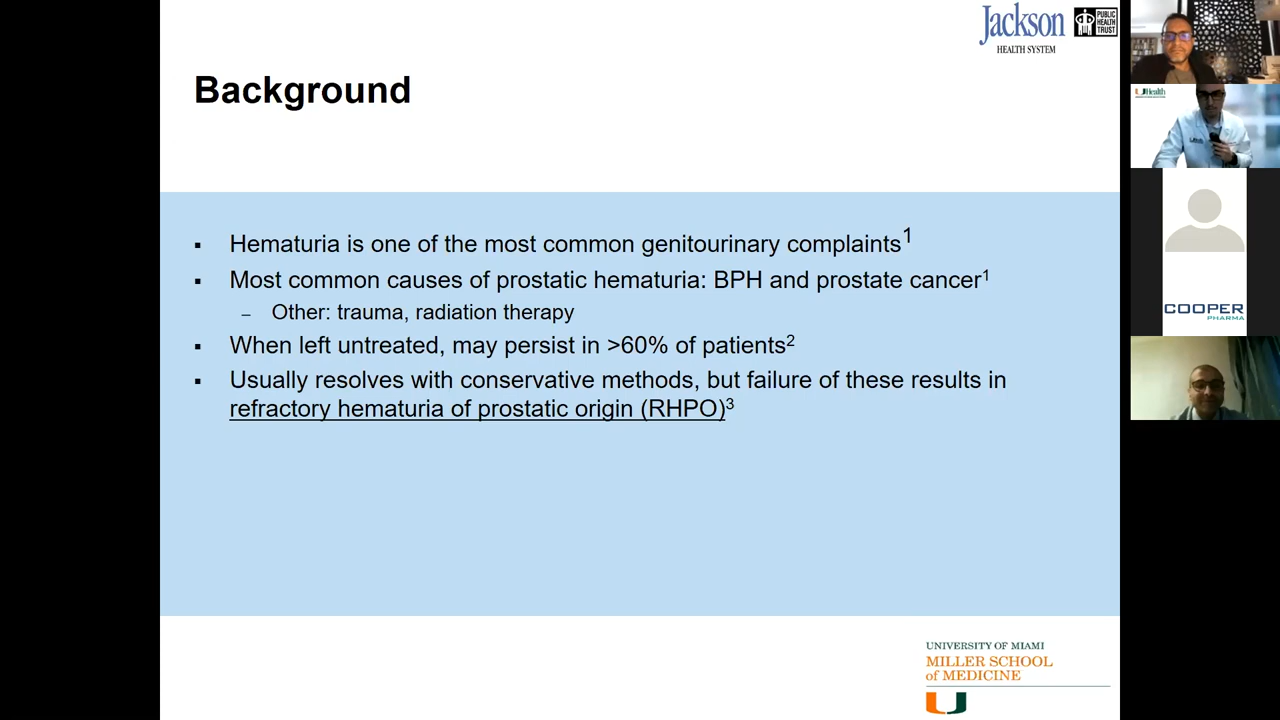 Jackson
HEALTH SYSTEM
PUBLIC
HEALTH
TRUST
Background
▪ Hematuria is one of the most common genitourinary complaints1
▪ Most common causes of prostatic hematuria: BPH and prostate cancer1
– Other: trauma, radiation therapy
▪ When left untreated, may persist in >60% of patients2
▪ Usually resolves with conservative methods, but failure of these results in
refractory hematuria of prostatic origin (RHPO)3
UNIVERSITY OF MIAMI
MILLER SCHOOL
of MEDICINE
UHealth
COOPER
PHARMA